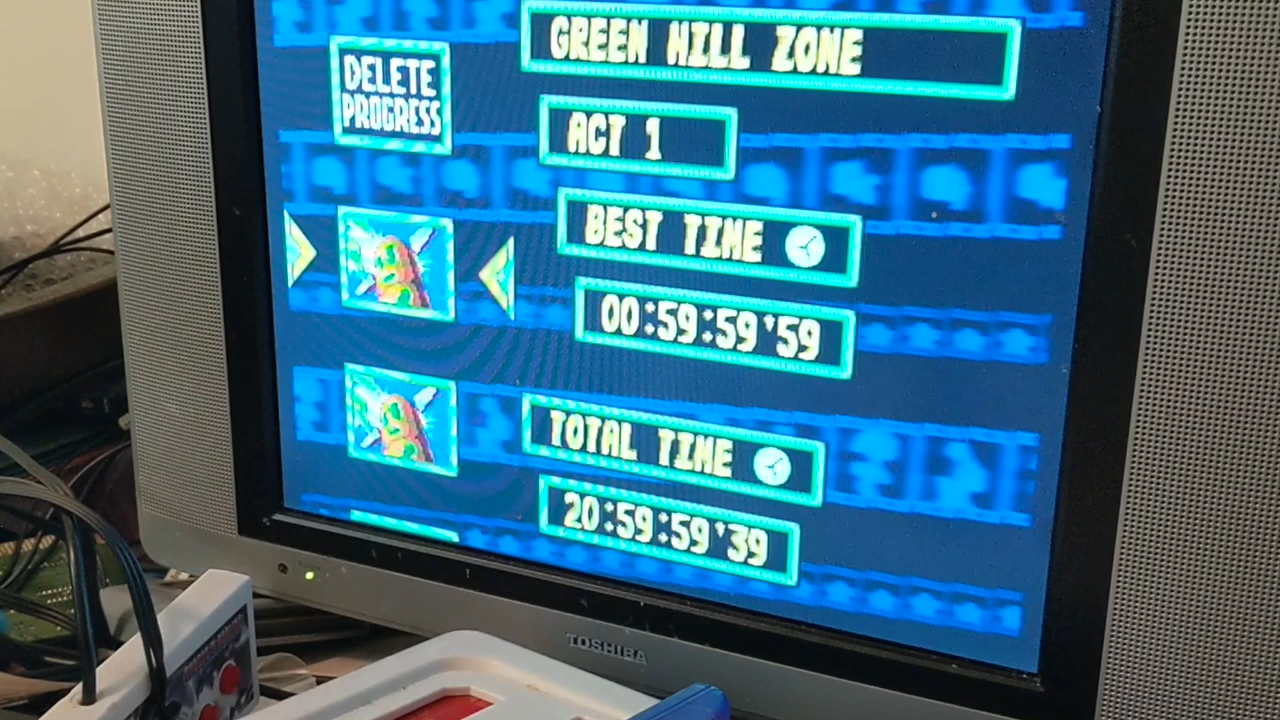 GREEN HILL ZONE
DELETE
PROGRESS
ACT 1
BEST TIME
00:59:59'59
TOTAL TIME
20:59:59'39
TOSHIBA